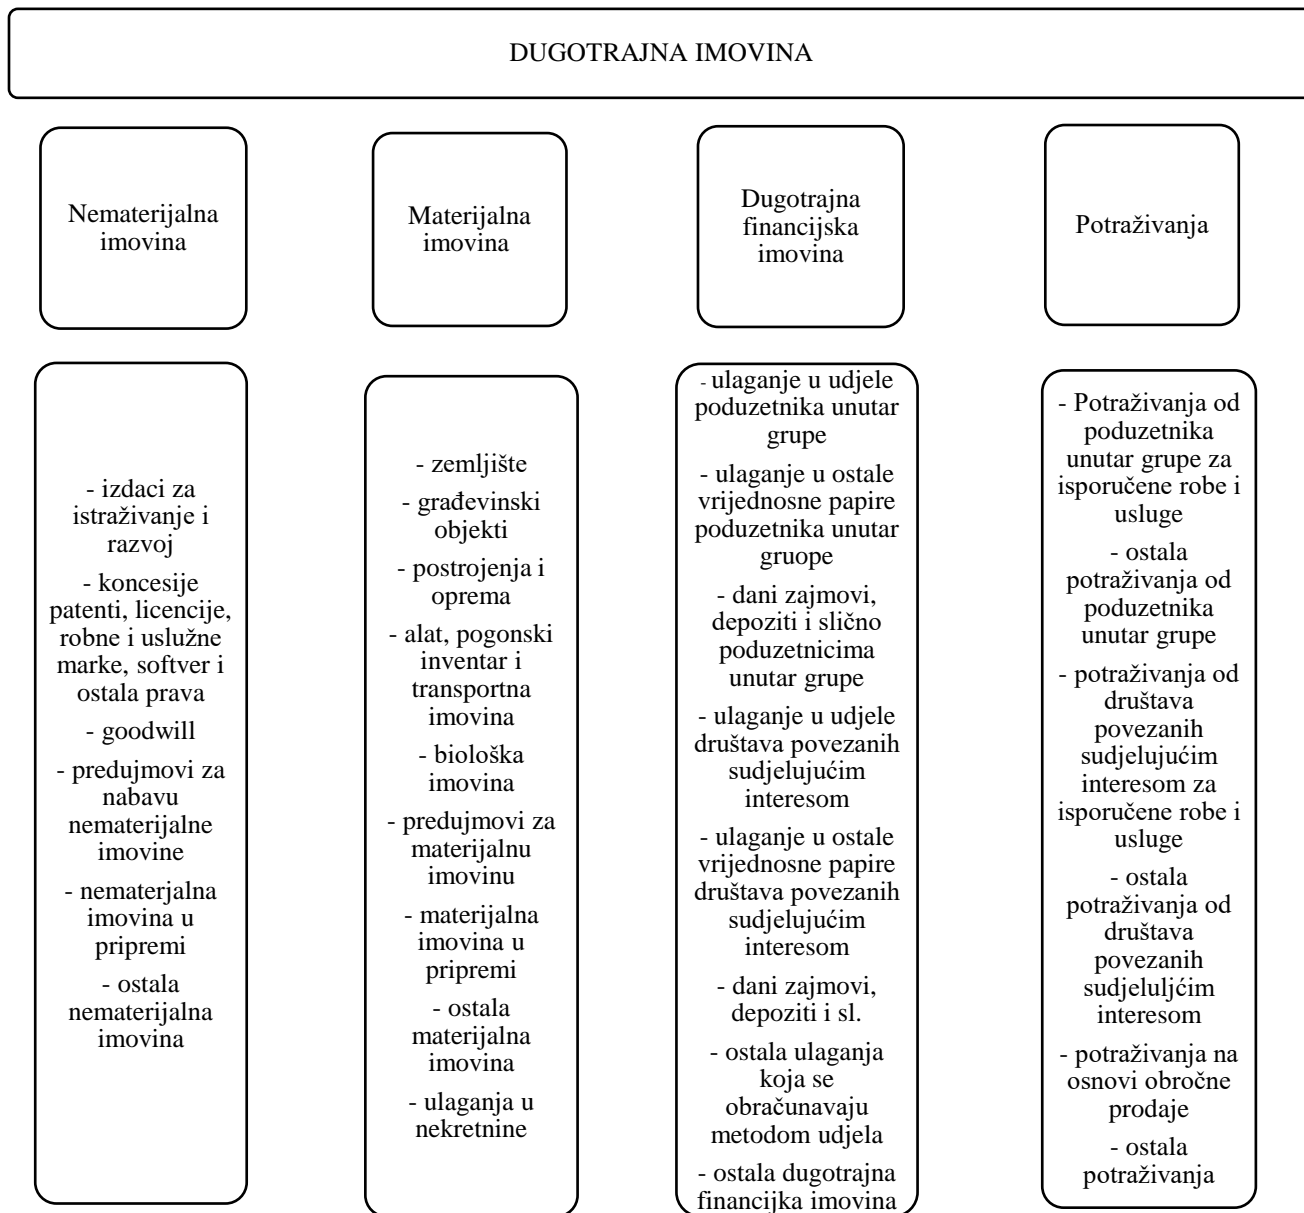 DUGOTRAJNA IMOVINA
Nematerijalna
imovina
Materijalna
imovina
Dugotrajna
financijska
imovina
Potraživanja
- izdaci za
istraživanje i
razvoj
- koncesije
patenti, licencije,
robne i uslužne
marke, softver i
ostala prava
- goodwill
- predujmovi za
nabavu
nematerijalne
imovine
- nematerjalna
imovina u
pripremi
- ostala
nematerijalna
imovina
- zemljište
- građevinski
objekti
- postrojenja i
oprema
- alat, pogonski
inventar i
transportna
imovina
- biološka
imovina
- predujmovi za
materijalnu
imovinu
- materijalna
imovina u
pripremi
- ostala
materijalna
imovina
- ulaganja u
nekretnine
- ulaganje u udjele
poduzetnika unutar
grupe
- ulaganje u ostale
vrijednosne papire
poduzetnika unutar
gruope
- dani zajmovi,
depoziti i slično
poduzetnicima
unutar grupe
- ulaganje u udjele
društava povezanih
sudjelujućim
interesom
- ulaganje u ostale
vrijednosne papire
društava povezanih
sudjelujućim
interesom
- dani zajmovi,
depoziti i sl.
- ostala ulaganja
koja se
obračunavaju
metodom udjela
- ostala dugotrajna
financijka imovina
- Potraživanja od
poduzetnika
unutar grupe za
isporučene robe i
usluge
- ostala
potraživanja od
poduzetnika
unutar grupe
- potraživanja od
društava
povezanih
sudjelujućim
interesom za
isporučene robe i
usluge
- ostala
potraživanja od
društava
povezanih
sudjeluljćim
interesom
- potraživanja na
osnovi obročne
prodaje
- ostala
potraživanja